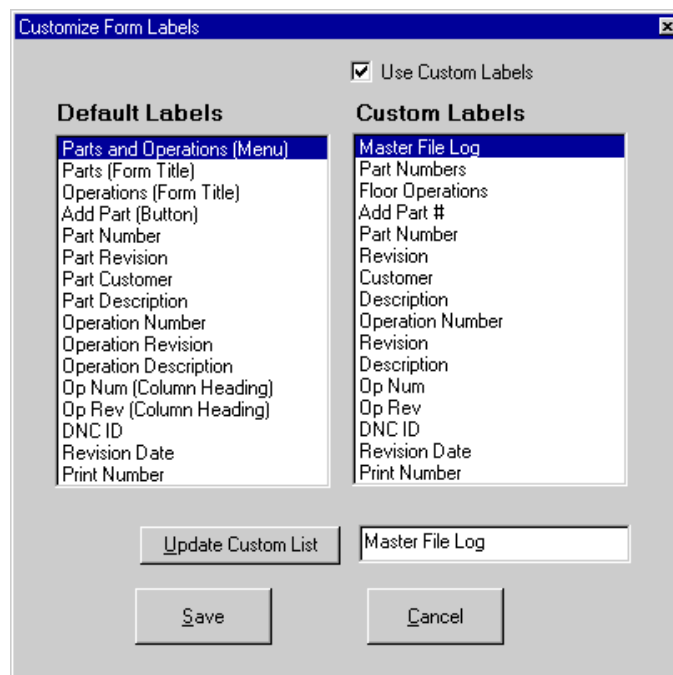 Customize Form Labels
Use Custom Labels
Default Labels
Parts and Operations (Menu)
Parts (Form Title)
Operations (Form Title)
Add Part (Button)
Part Number
Part Revision
Part Customer
Part Description
Operation Number
Operation Revision
Operation Description
Op Num (Column Heading)
Op Rev (Column Heading)
DNC ID
Revision Date
Print Number
Custom Labels
Master File Log
Part Numbers
Floor Operations
Add Part #
Part Number
Revision
Customer
Description
Operation Number
Revision
Description
Op Num
Op Rev
DNC ID
Revision Date
Print Number
Update Custom List
Master File Log
Save
Cancel